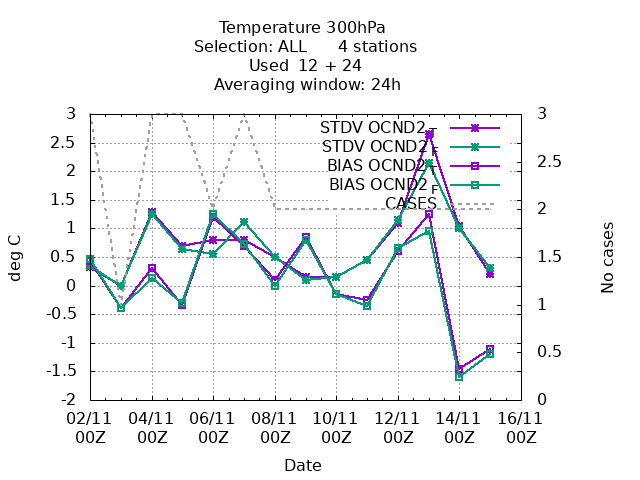 Temperature 300hPa
Selection: ALL 4 stations
Used 12 + 24
Averaging window: 24h
STDV OCND2_T
STDV OCND2_F
BIAS OCND2_T
BIAS OCND2_F
CASES
3
2.5
2
1.5
1
0.5
0
-0.5
-1
-1.5
-2
deg C
3
2.5
2
1.5
1
0.5
0
No cases
02/11 04/11 06/11 08/11 10/11 12/11 14/11 16/11
00Z 00Z 00Z 00Z 00Z 00Z 00Z 00Z
Date